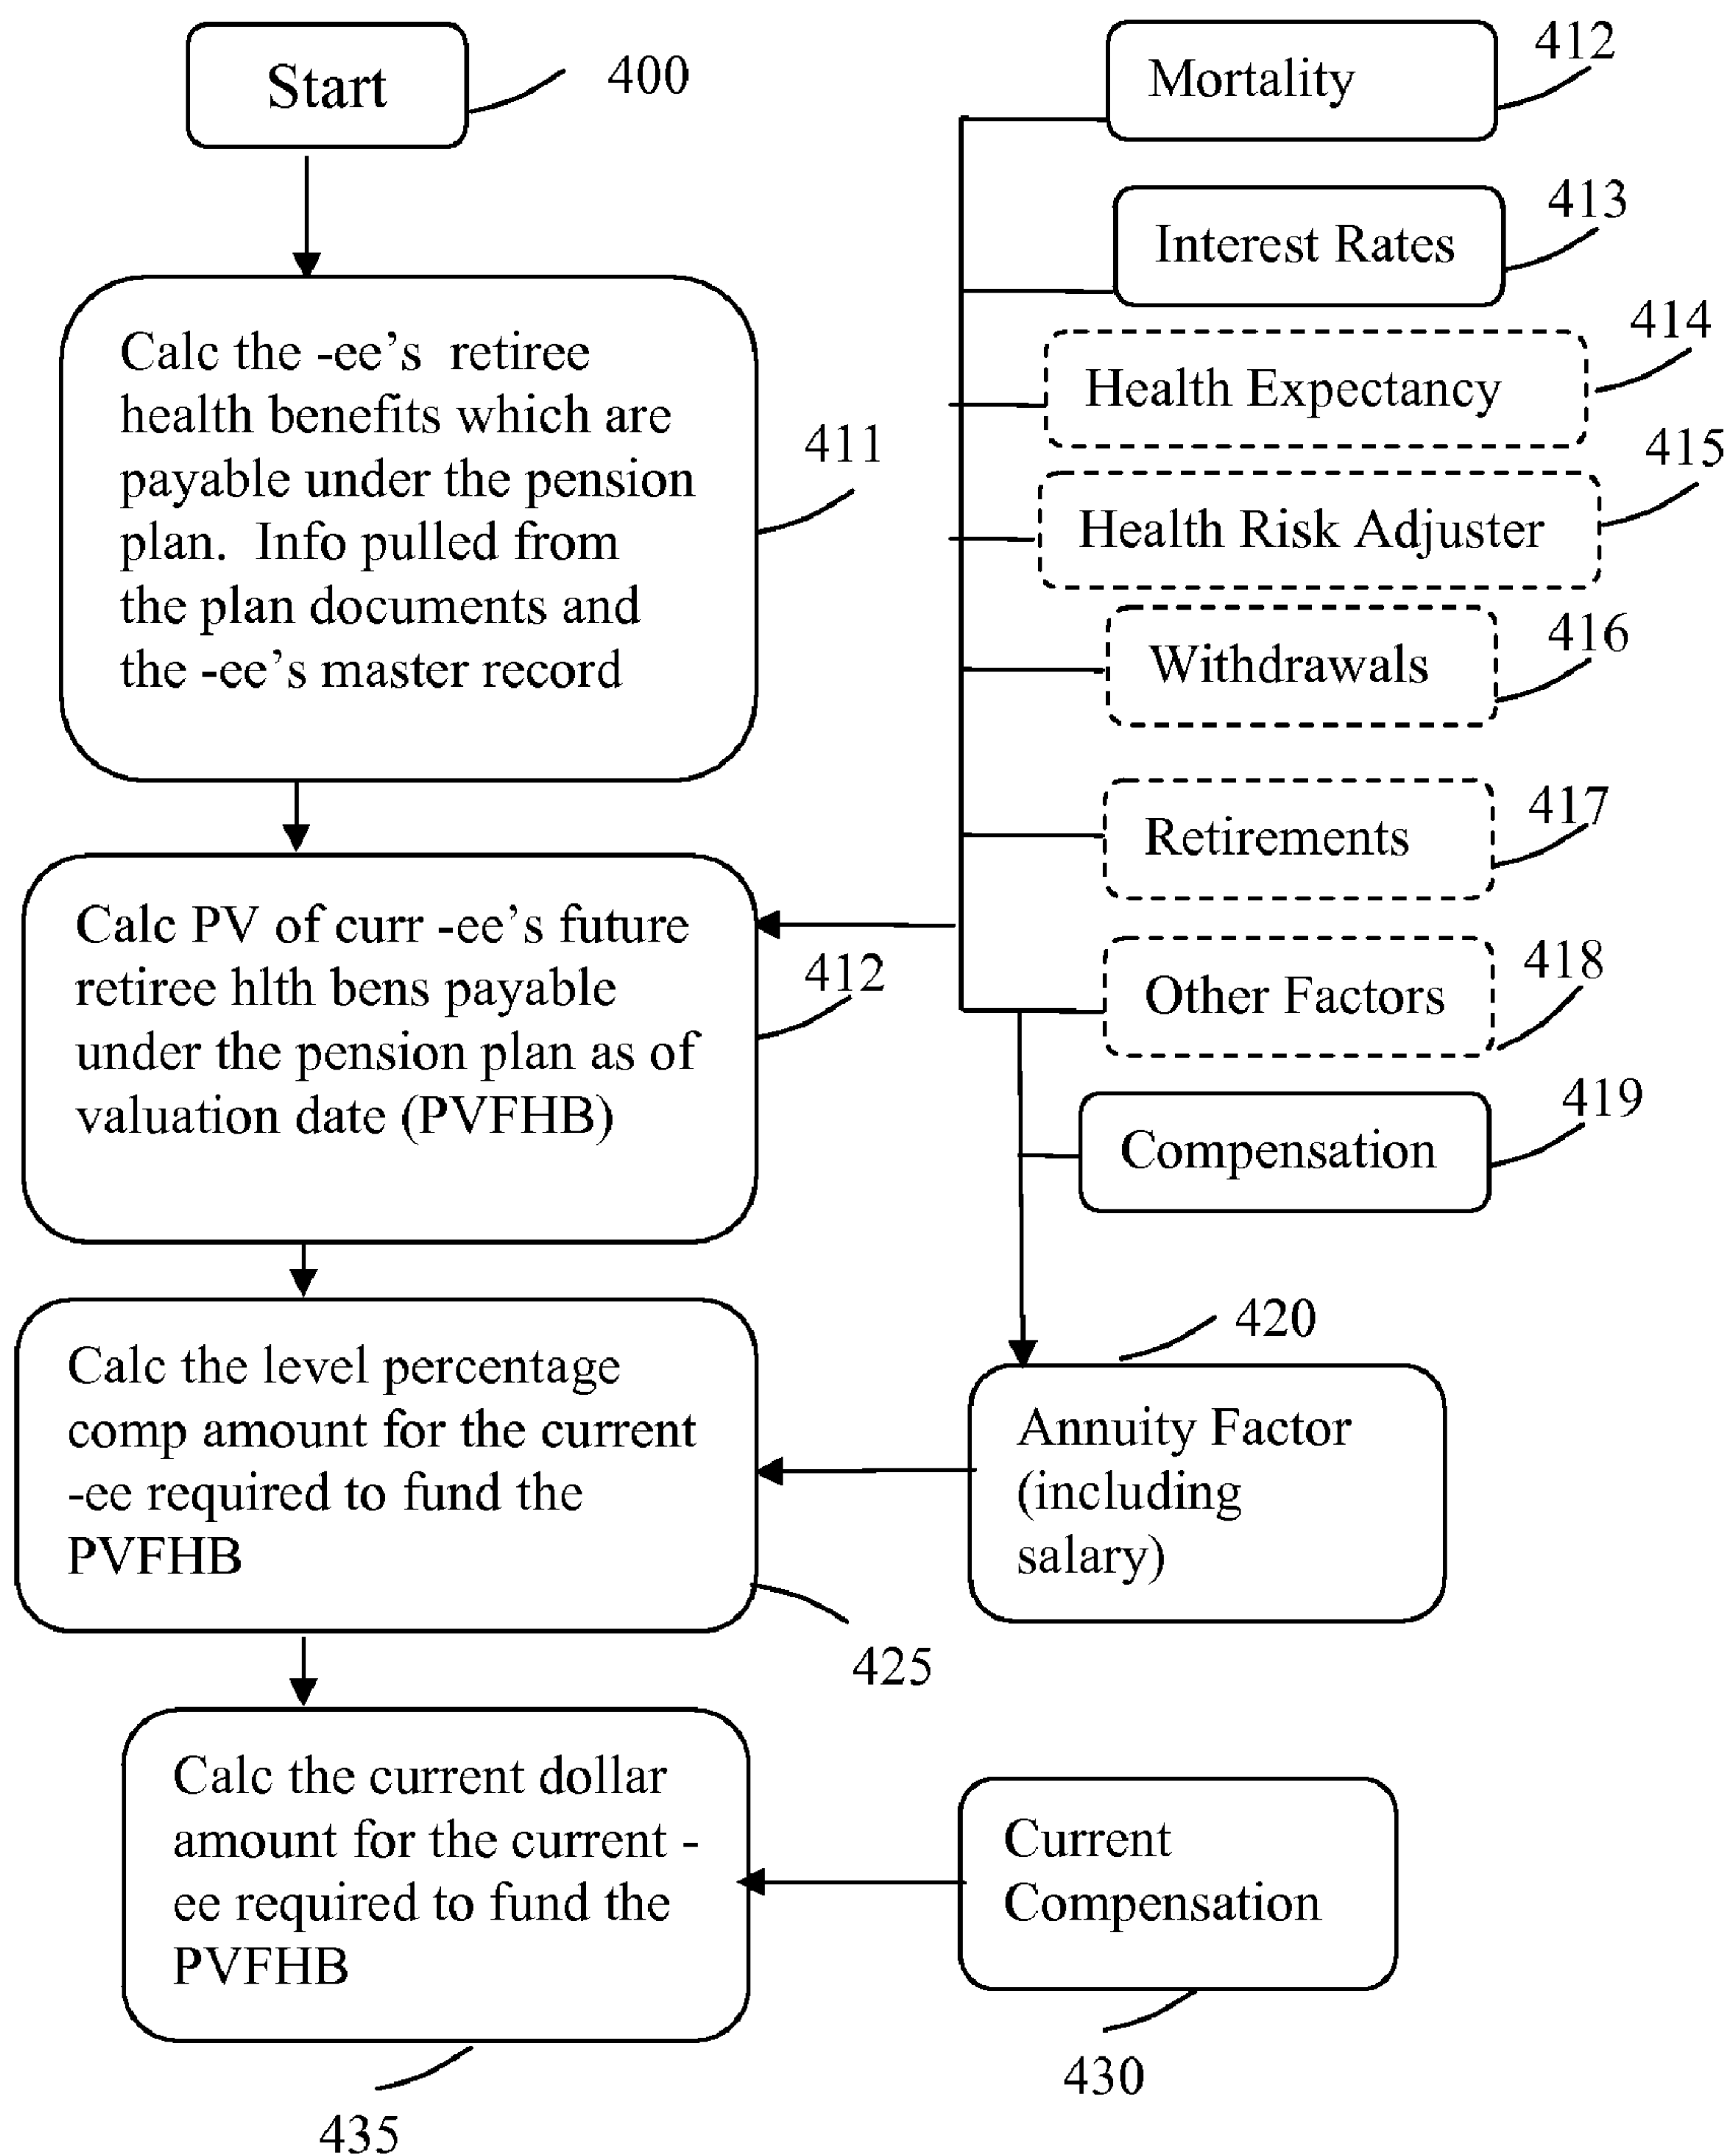 Start
400
Calc the -ee’s retiree
health benefits which are
payable under the pension
plan. Info pulled from
the plan documents and
the -ee’s master record
411
Calc PV of curr -ee’s future
retiree hlth bens payable
under the pension plan as of
valuation date (PVFHB)
412
Calc the level percentage
comp amount for the current
-ee required to fund the
PVFHB
425
Calc the current dollar
amount for the current -
ee required to fund the
PVFHB
435
Mortality
412
Interest Rates
413
Health Expectancy
414
Health Risk Adjuster
415
Withdrawals
416
Retirements
417
Other Factors
418
Compensation
419
420
Annuity Factor
(including
salary)
Current
Compensation
430